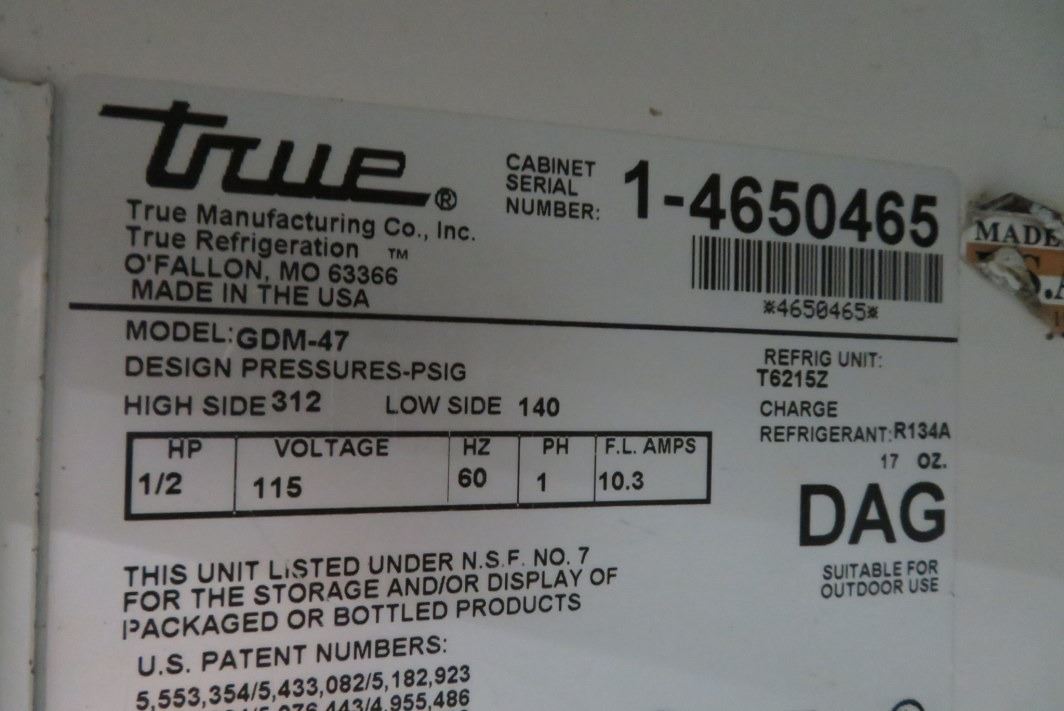 true®
True Manufacturing Co., Inc.
True Refrigeration ™
O'FALLON, MO 63366
MADE IN THE USA
CABINET
SERIAL
NUMBER: 1-4650465
*4650465*
MADE
MODEL:GDM-47
DESIGN PRESSURES-PSIG
HIGH SIDE 312 LOW SIDE 140
REFRIG UNIT:
T6215Z
CHARGE
REFRIGERANT:R134A
17 OZ.
HP VOLTAGE HZ PH F.L. AMPS
1/2 115 60 1 10.3
DAG
SUITABLE FOR
OUTDOOR USE
THIS UNIT LISTED UNDER N.S.F. NO. 7
FOR THE STORAGE AND/OR DISPLAY OF
PACKAGED OR BOTTLED PRODUCTS
U.S. PATENT NUMBERS:
5,553,354/5,433,082/5,182,923
443/4,955,486